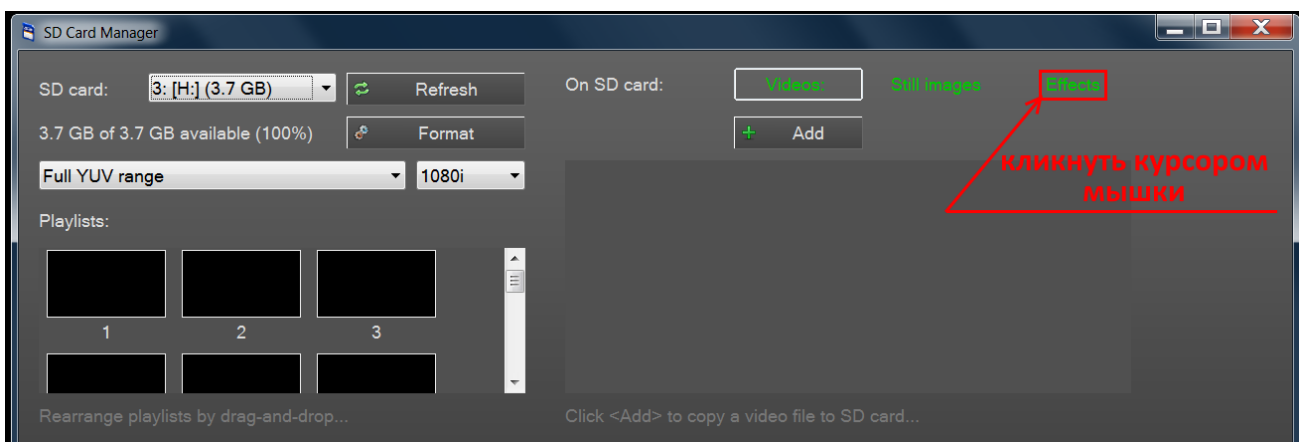 SD Card Manager
SD card:
3: [H:] (3.7 GB)
Refresh
On SD card:
Videos:
Still images
Effects
3.7 GB of 3.7 GB available (100%)
Format
Add
кликнуть курсором
мышки
Full YUV range
1080i
Playlists:
1
2
3
Rearrange playlists by drag-and-drop...
Click <Add> to copy a video file to SD card...